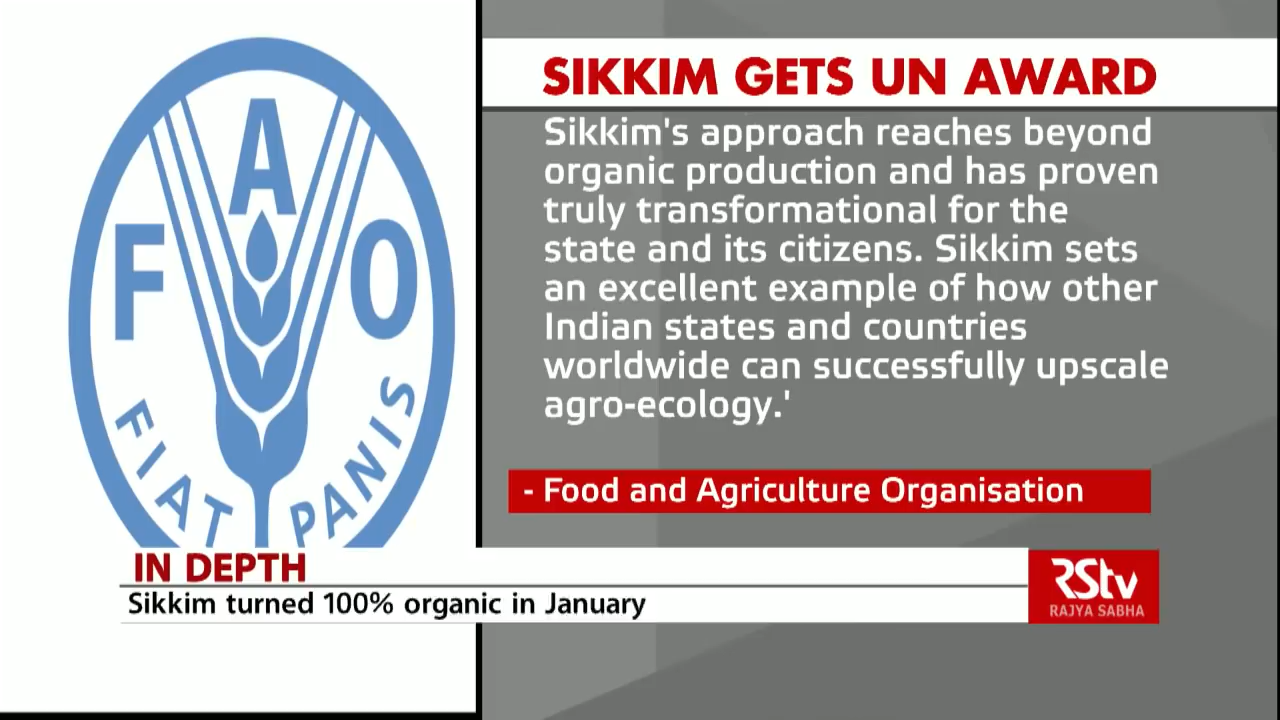 SIKKIM GETS UN AWARD
Sikkim's approach reaches beyond
organic production and has proven
truly transformational for the
state and its citizens. Sikkim sets
an excellent example of how other
Indian states and countries
worldwide can successfully upscale
agro-ecology.'
- Food and Agriculture Organisation
F A O
FIAT PANIS
IN DEPTH
Sikkim turned 100% organic in January
RStv
RAJYA SABHA